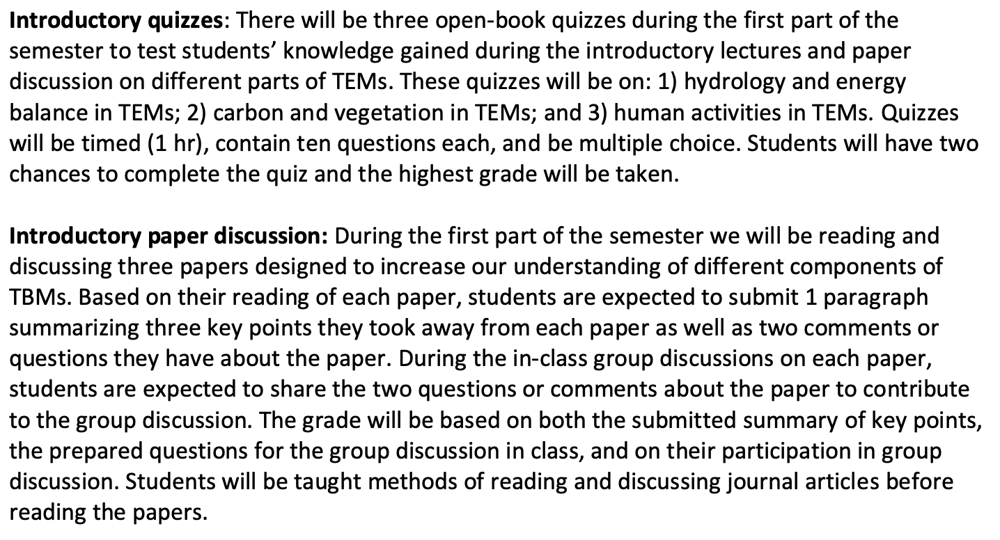 Introductory quizzes: There will be three open-book quizzes during the first part of the
semester to test students’ knowledge gained during the introductory lectures and paper
discussion on different parts of TEMs. These quizzes will be on: 1) hydrology and energy
balance in TEMs; 2) carbon and vegetation in TEMs; and 3) human activities in TEMs. Quizzes
will be timed (1 hr), contain ten questions each, and be multiple choice. Students will have two
chances to complete the quiz and the highest grade will be taken.
Introductory paper discussion: During the first part of the semester we will be reading and
discussing three papers designed to increase our understanding of different components of
TBMs. Based on their reading of each paper, students are expected to submit 1 paragraph
summarizing three key points they took away from each paper as well as two comments or
questions they have about the paper. During the in-class group discussions on each paper,
students are expected to share the two questions or comments about the paper to contribute
to the group discussion. The grade will be based on both the submitted summary of key points,
the prepared questions for the group discussion in class, and on their participation in group
discussion. Students will be taught methods of reading and discussing journal articles before
reading the papers.